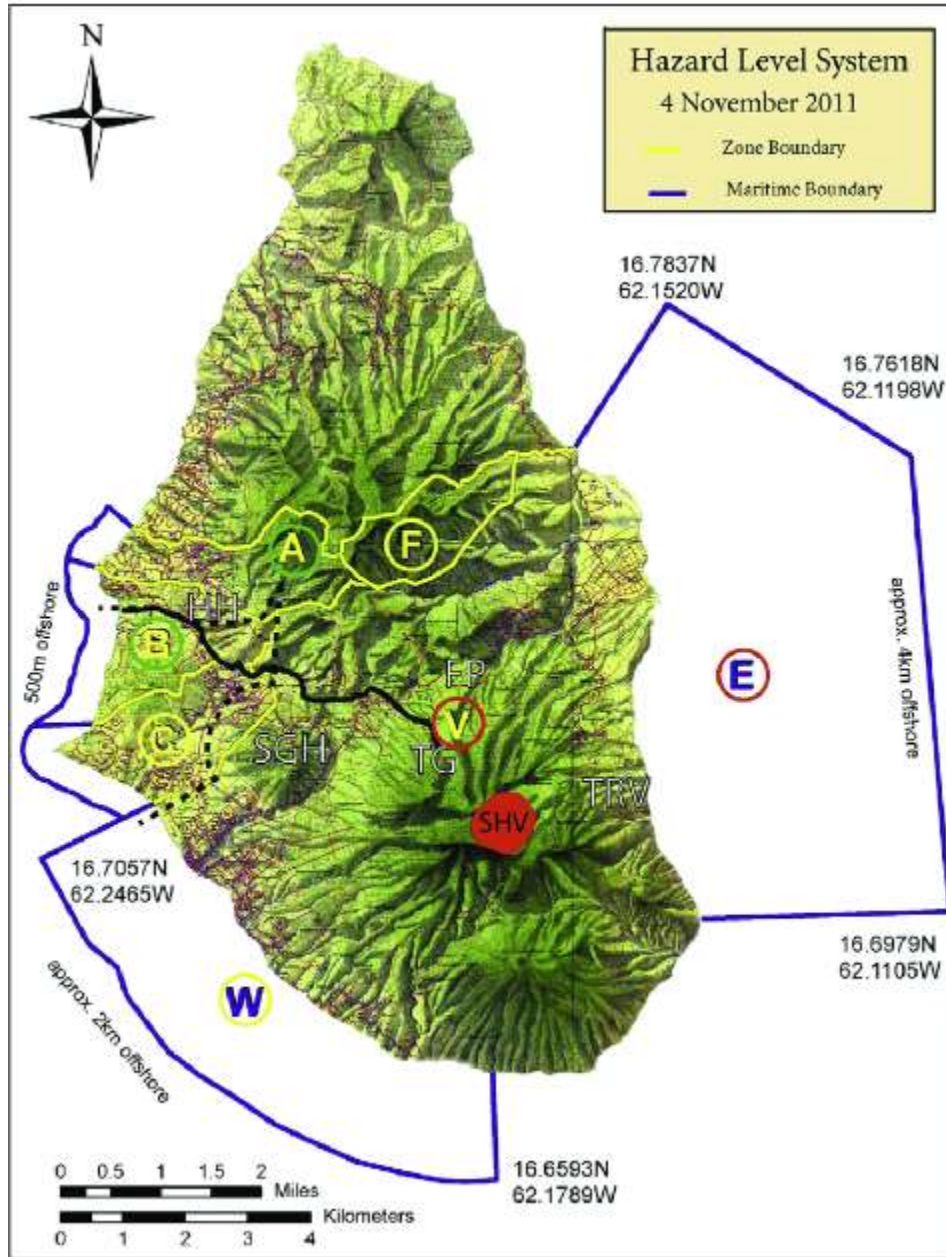 N
Hazard Level System
4 November 2011
Zone Boundary
Maritime Boundary
16.7837N
62.1520W
16.7618N
62.1198W
A
F
500m offshore
HH
B
approx. 4km offshore
E
FP
V
C
SGH
TG
TRV
SHV
16.7057N
62.2465W
16.6979N
62.1105W
W
approx. 2km offshore
16.6593N
62.1789W
0 0.5 1 1.5 2
Miles
Kilometers
0 1 2 3 4